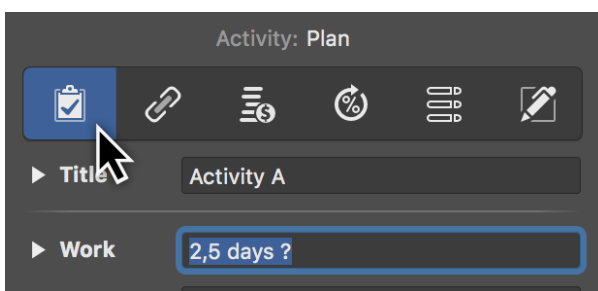 Activity: Plan
Title
Activity A
Work
2,5 days ?